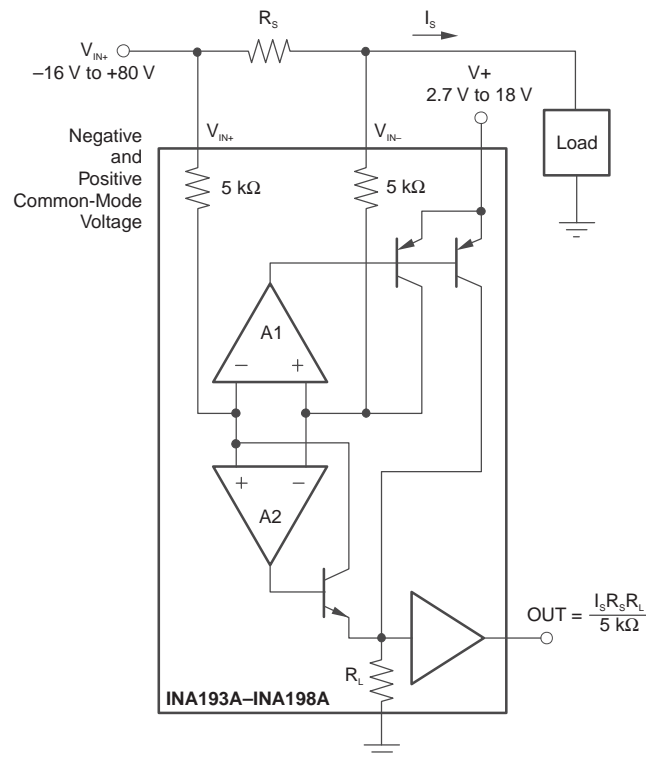 R_S
I_S
V_IN+
–16 V to +80 V
V+
2.7 V to 18 V
Load
Negative
and
Positive
Common-Mode
Voltage
V_IN+
V_IN–
5 kΩ
5 kΩ
A1
–
+
+
–
A2
OUT = I_S R_S R_L / 5 kΩ
R_L
INA193A–INA198A